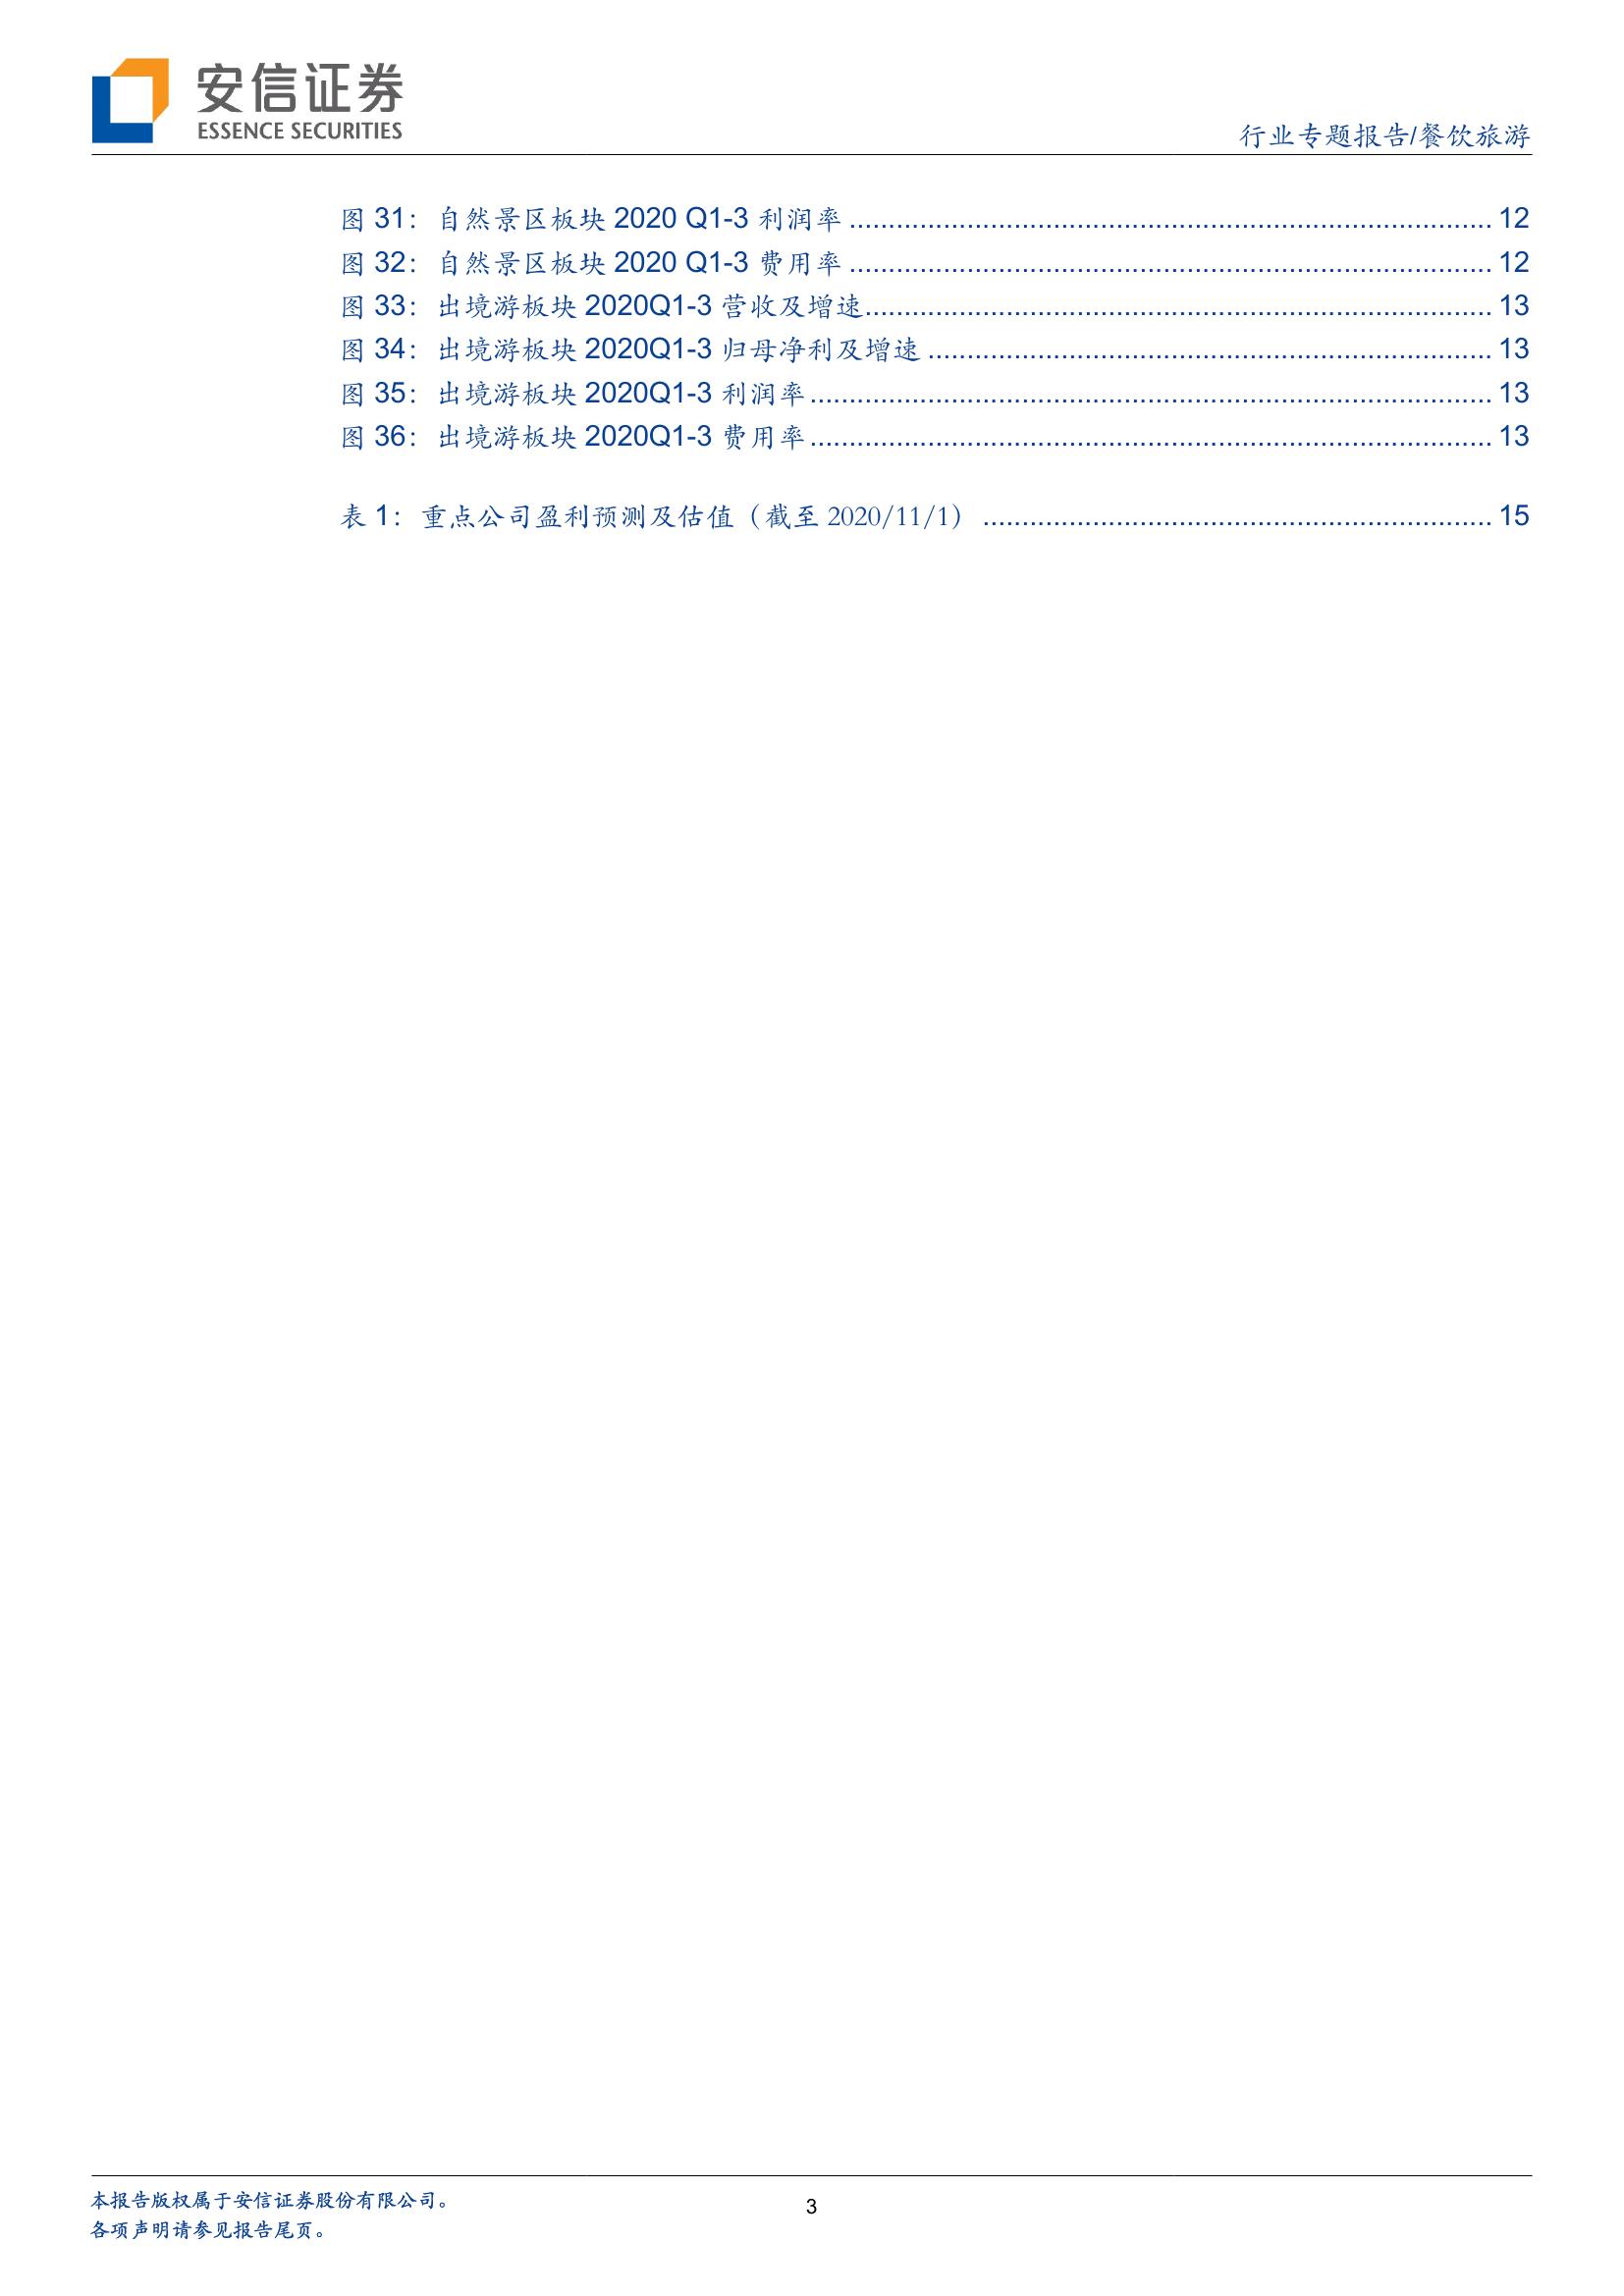 安信证券
ESSENCE SECURITIES
行业专题报告/餐饮旅游
图 31：自然景区板块 2020 Q1-3 利润率 .......... 12
图 32：自然景区板块 2020 Q1-3 费用率 .......... 12
图 33：出境游板块 2020Q1-3 营收及增速.......... 13
图 34：出境游板块 2020Q1-3 归母净利及增速 .......... 13
图 35：出境游板块 2020Q1-3 利润率 .......... 13
图 36：出境游板块 2020Q1-3 费用率 .......... 13
表 1：重点公司盈利预测及估值（截至 2020/11/1） .......... 15
本报告版权属于安信证券股份有限公司。
3
各项声明请参见报告尾页。